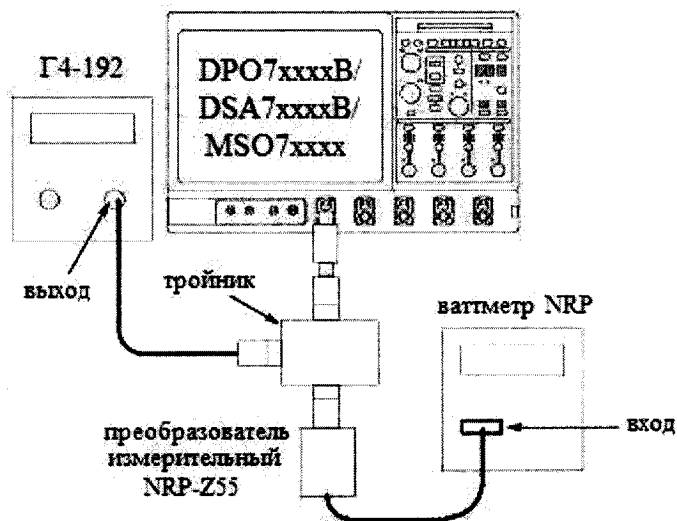 Г4-192
DPO7xxxxB/
DSA7xxxxB/
MSO7xxxx
выход
тройник
ваттметр NRP
преобразователь
измерительный
NRP-Z55
вход